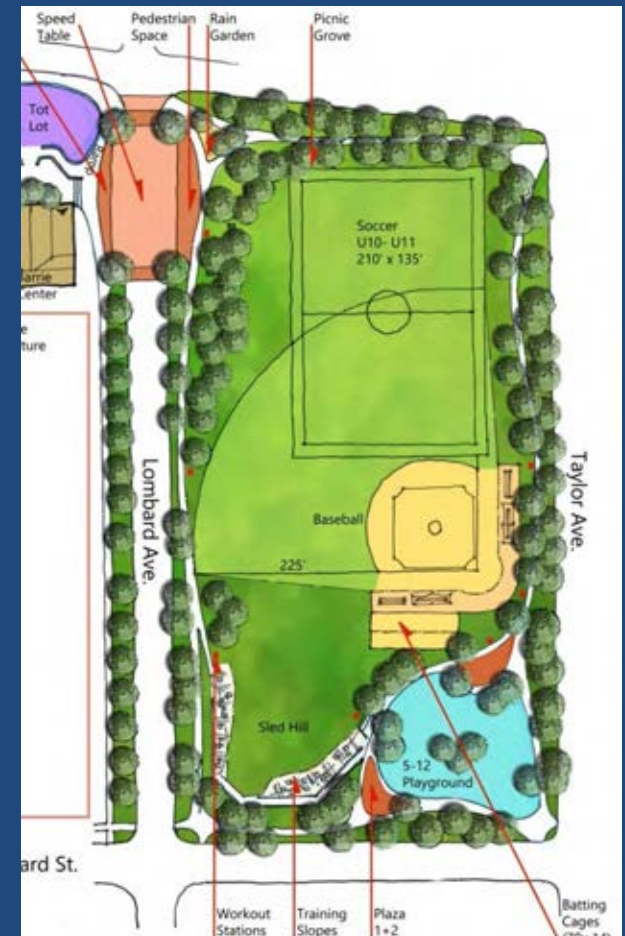 Speed
Table
Pedestrian
Space
Rain
Garden
Picnic
Grove
Tot
Lot
Soccer
U10- U11
210' x 135'
arrie
Center
e
ture
Lombard Ave.
Taylor Ave.
Baseball
225'
Sled Hill
5-12
Playground
ard St.
Workout
Stations
Training
Slopes
Plaza
1+2
Batting
Cages